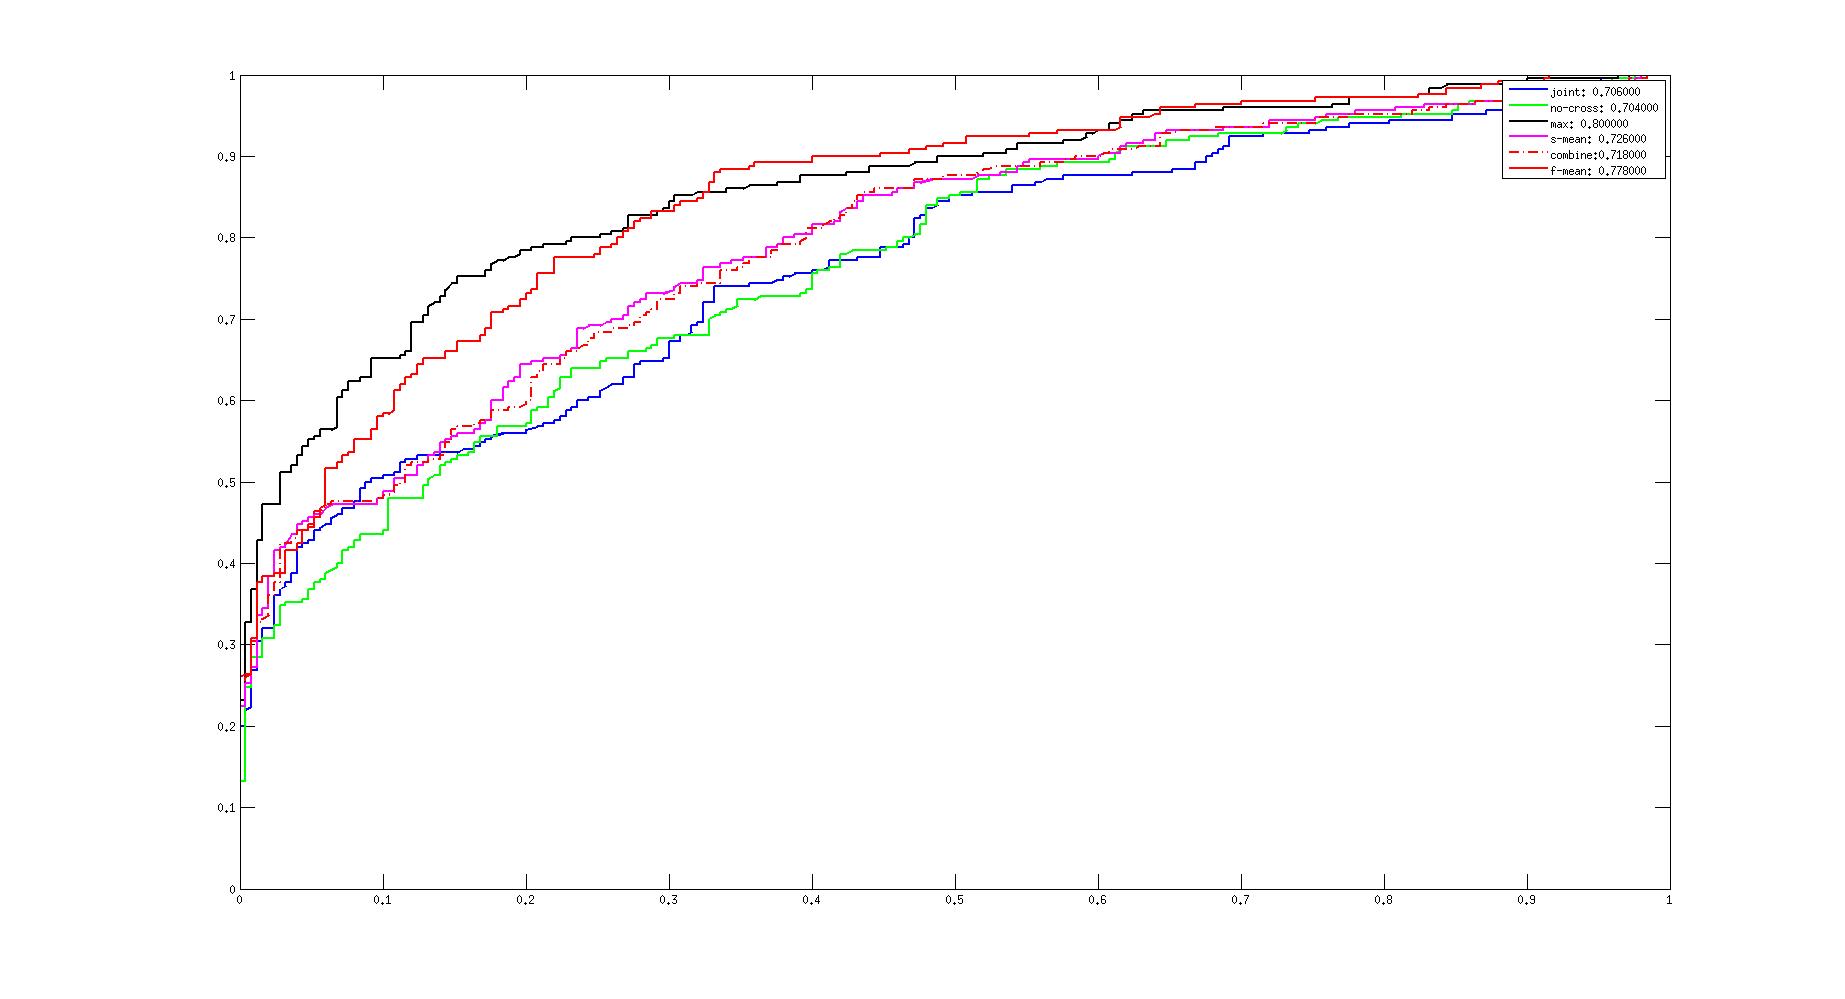 1
0.9
0.8
0.7
0.6
0.5
0.4
0.3
0.2
0.1
0
0 0.1 0.2 0.3 0.4 0.5 0.6 0.7 0.8 0.9 1
joint: 0.706000
no-cross: 0.704000
max: 0.800000
s-mean: 0.726000
combine:0.718000
f-mean: 0.778000